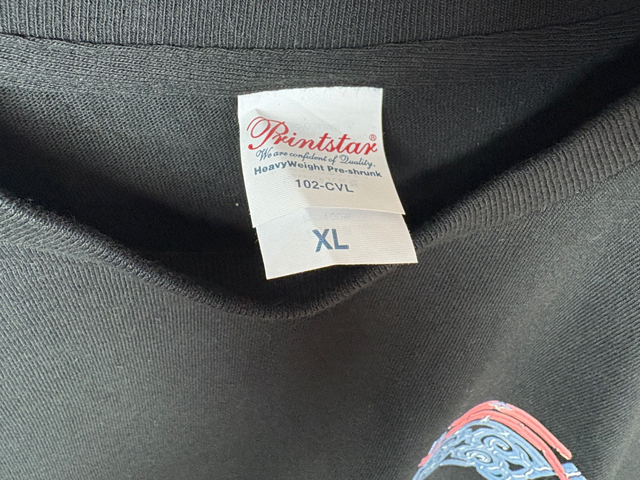 Printstar®
We are confident of Quality.
HeavyWeight Pre-shrunk
102-CVL
XL